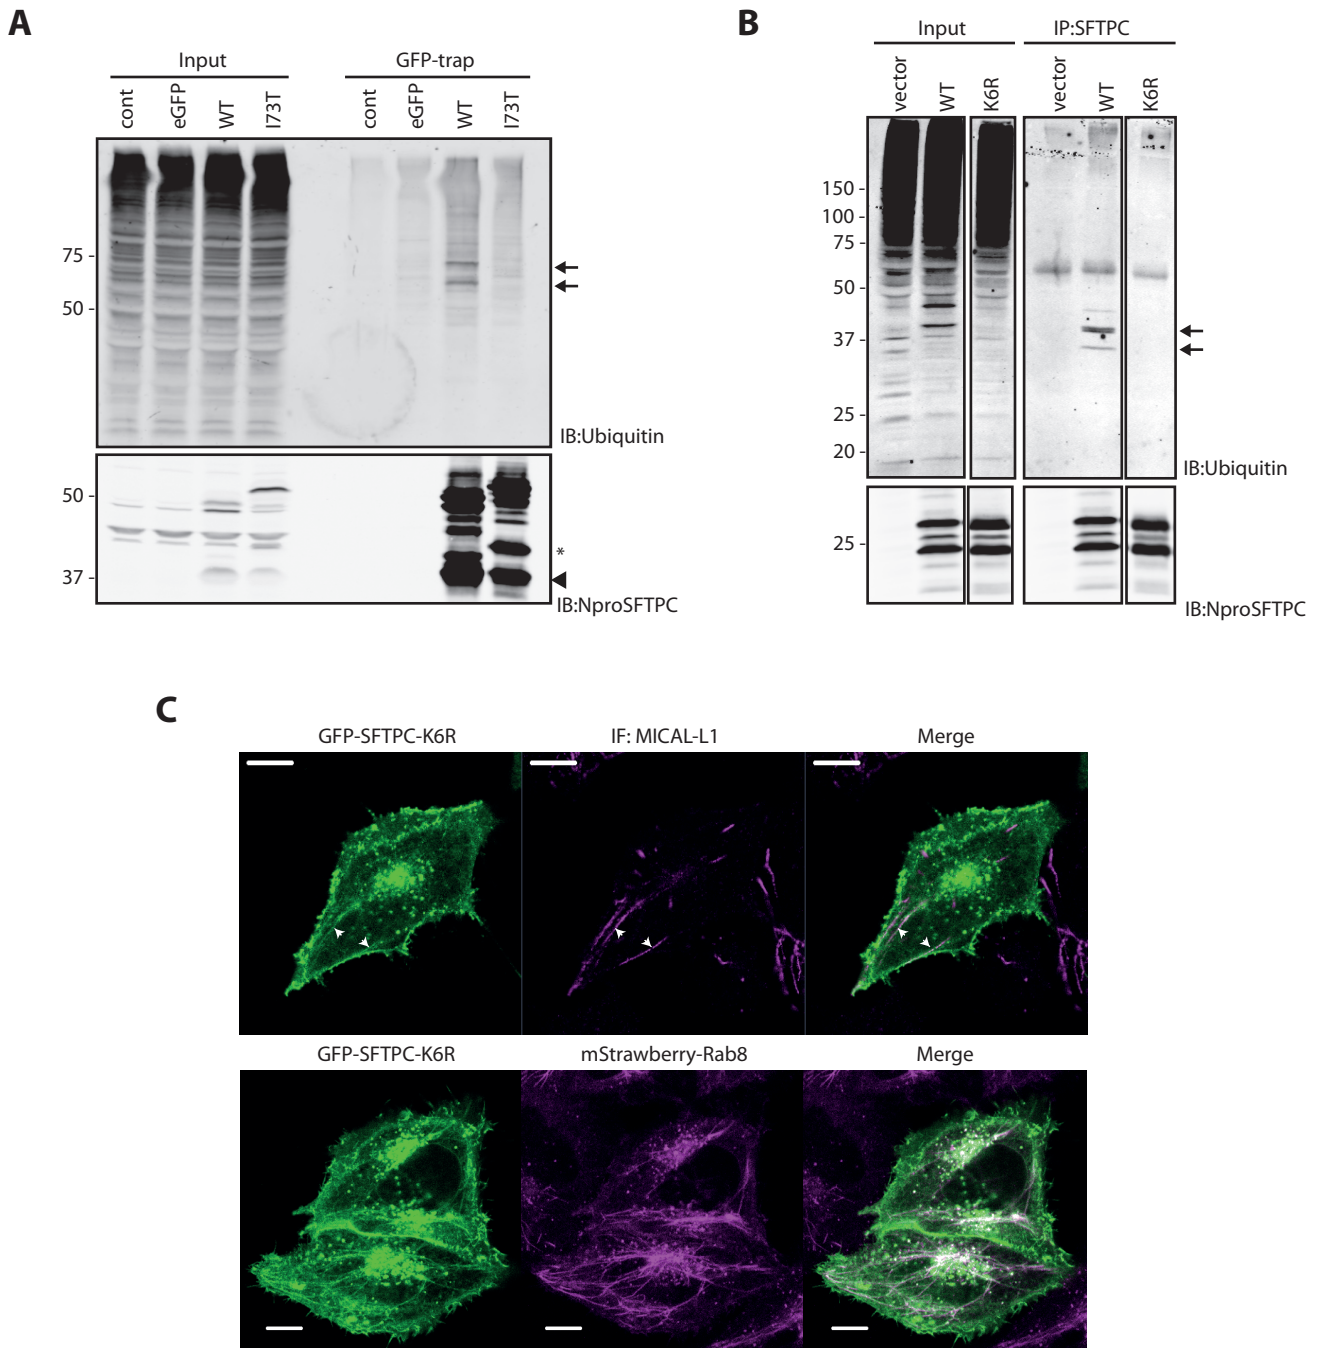 A
Input
GFP-trap
cont
eGFP
WT
I73T
cont
eGFP
WT
I73T
75 -
50 -
IB:Ubiquitin
50 -
*
37 -
IB:NproSFTPC
B
Input
IP:SFTPC
vector
WT
K6R
vector
WT
K6R
150 -
100 -
75 -
50 -
37 -
25 -
20 -
IB:Ubiquitin
25 -
IB:NproSFTPC
C
GFP-SFTPC-K6R
IF: MICAL-L1
Merge
GFP-SFTPC-K6R
mStrawberry-Rab8
Merge